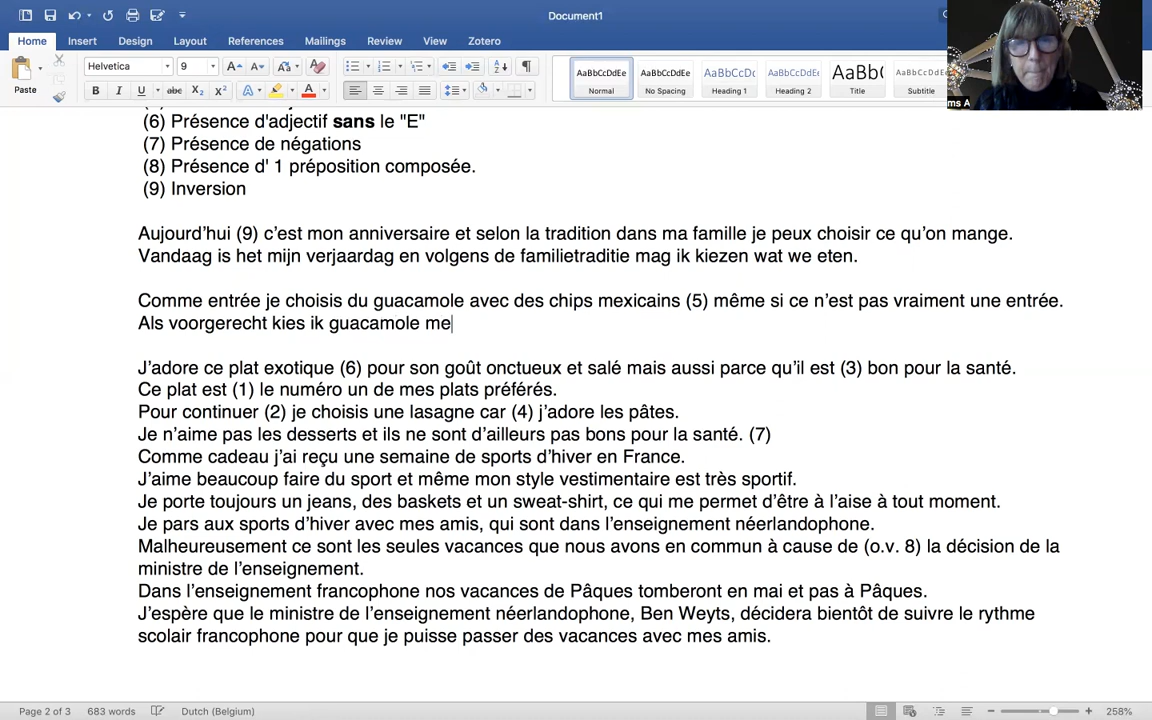 Document1
Home Insert Design Layout References Mailings Review View Zotero
Paste
Helvetica 9
AaBbCcDdEe AaBbCcDdEe AaBbCcDc AaBbCcDdEe AaBbC AaBbCcDdEe
Normal No Spacing Heading 1 Heading 2 Title Subtitle
(6) Présence d'adjectif sans le "E"
(7) Présence de négations
(8) Présence d' 1 préposition composée.
(9) Inversion
Aujourd’hui (9) c’est mon anniversaire et selon la tradition dans ma famille je peux choisir ce qu’on mange.
Vandaag is het mijn verjaardag en volgens de familietraditie mag ik kiezen wat we eten.
Comme entrée je choisis du guacamole avec des chips mexicains (5) même si ce n’est pas vraiment une entrée.
Als voorgerecht kies ik guacamole me
J’adore ce plat exotique (6) pour son goût onctueux et salé mais aussi parce qu’il est (3) bon pour la santé.
Ce plat est (1) le numéro un de mes plats préférés.
Pour continuer (2) je choisis une lasagne car (4) j’adore les pâtes.
Je n’aime pas les desserts et ils ne sont d’ailleurs pas bons pour la santé. (7)
Comme cadeau j’ai reçu une semaine de sports d’hiver en France.
J’aime beaucoup faire du sport et même mon style vestimentaire est très sportif.
Je porte toujours un jeans, des baskets et un sweat-shirt, ce qui me permet d’être à l’aise à tout moment.
Je pars aux sports d’hiver avec mes amis, qui sont dans l’enseignement néerlandophone.
Malheureusement ce sont les seules vacances que nous avons en commun à cause de (o.v. 8) la décision de la
ministre de l’enseignement.
Dans l’enseignement francophone nos vacances de Pâques tomberont en mai et pas à Pâques.
J’espère que le ministre de l’enseignement néerlandophone, Ben Weyts, décidera bientôt de suivre le rythme
scolair francophone pour que je puisse passer des vacances avec mes amis.
Page 2 of 3 683 words Dutch (Belgium) 258%